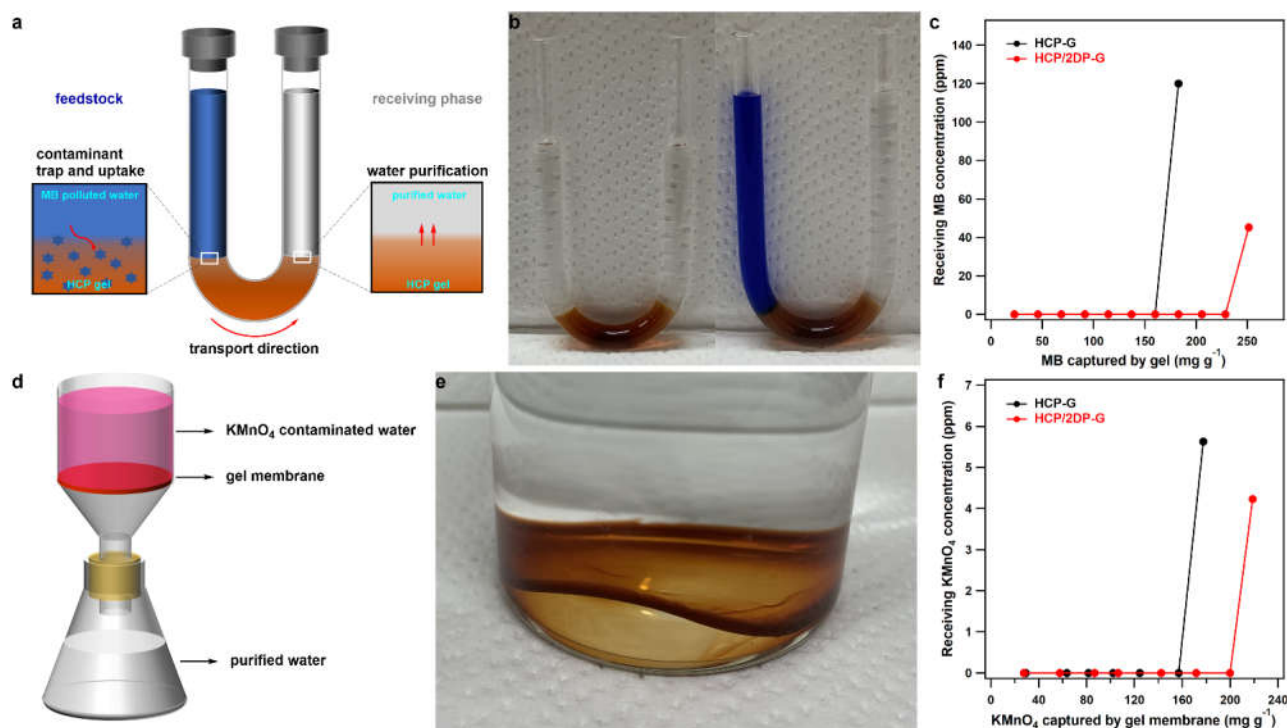 a
feedstock
receiving phase
contaminant
trap and uptake
MB polluted water
HCP gel
water purification
purified water
HCP gel
transport direction
b
c
HCP-G
HCP/2DP-G
Receiving MB concentration (ppm)
140
120
100
80
60
40
20
0
0 50 100 150 200 250
MB captured by gel (mg g⁻¹)
d
KMnO₄ contaminated water
gel membrane
purified water
e
f
HCP-G
HCP/2DP-G
Receiving KMnO₄ concentration (ppm)
7
6
5
4
3
2
1
0
0 40 80 120 160 200 240
KMnO₄ captured by gel membrane (mg g⁻¹)